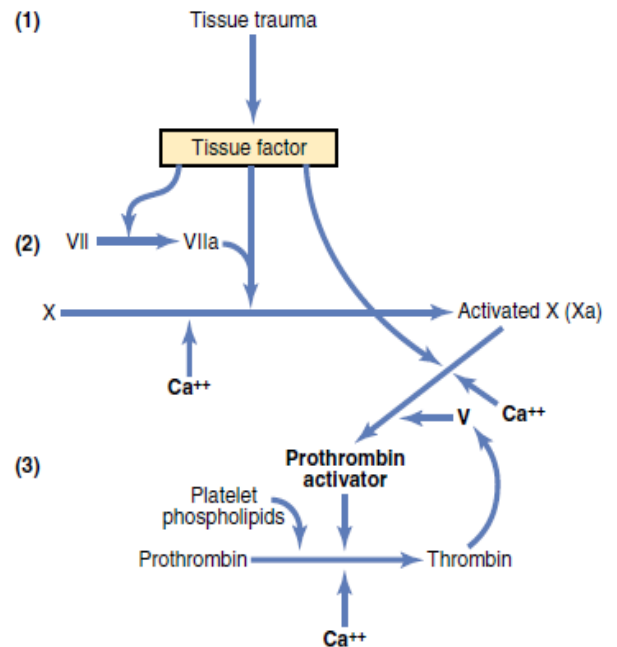 (1) Tissue trauma
Tissue factor
(2) VII VIIa
X Activated X (Xa)
Ca++
V Ca++
(3) Prothrombin
activator
Platelet
phospholipids
Prothrombin Thrombin
Ca++